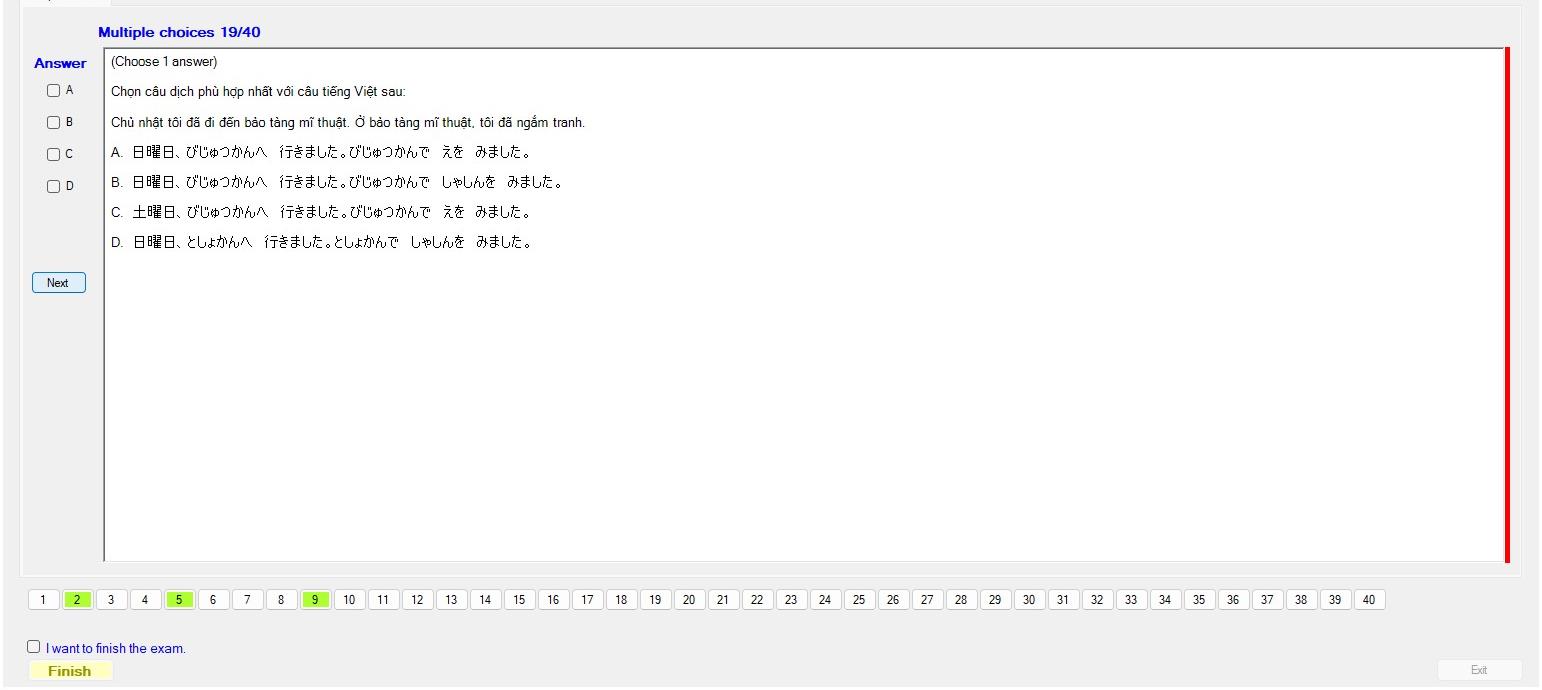 Multiple choices 19/40
Answer
(Choose 1 answer)
A
Chọn câu dịch phù hợp nhất với câu tiếng Việt sau:
B
Chủ nhật tôi đã đi đến bảo tàng mĩ thuật. Ở bảo tàng mĩ thuật, tôi đã ngắm tranh.
C
A. 日曜日、びじゅつかんへ 行きました。びじゅつかんで えを みました。
D
B. 日曜日、びじゅつかんへ 行きました。びじゅつかんで しゃしんを みました。
C. 土曜日、びじゅつかんへ 行きました。びじゅつかんで えを みました。
D. 日曜日、としょかんへ 行きました。としょかんで しゃしんを みました。
Next
1 2 3 4 5 6 7 8 9 10 11 12 13 14 15 16 17 18 19 20 21 22 23 24 25 26 27 28 29 30 31 32 33 34 35 36 37 38 39 40
I want to finish the exam.
Finish
Exit